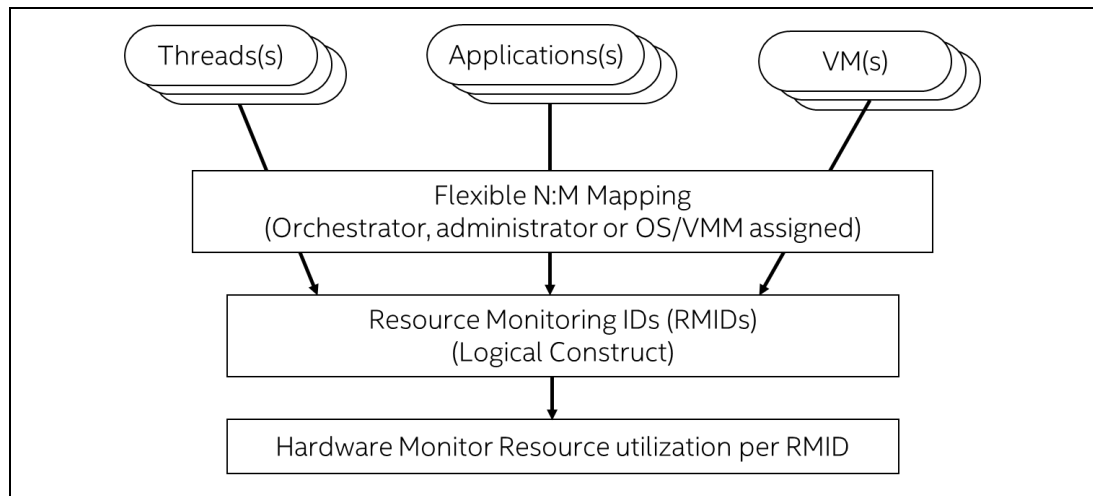 Threads(s)
Applications(s)
VM(s)
Flexible N:M Mapping
(Orchestrator, administrator or OS/VMM assigned)
Resource Monitoring IDs (RMIDs)
(Logical Construct)
Hardware Monitor Resource utilization per RMID